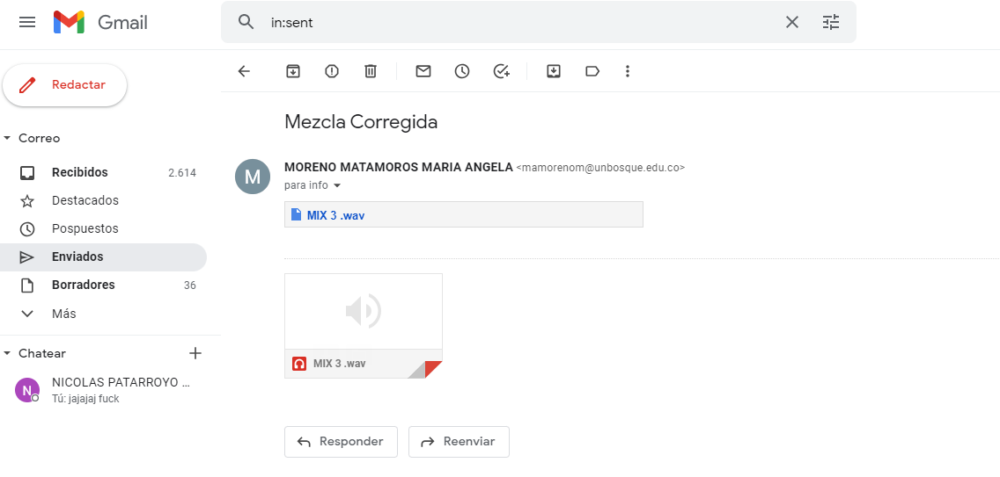 Gmail
in:sent
Redactar
Mezcla Corregida
Correo
MORENO MATAMOROS MARIA ANGELA <mamorenom@unbosque.edu.co>
M
Recibidos 2.614
para info
Destacados
MIX 3 .wav
Pospuestos
Enviados
Borradores 36
Más
Chatear
MIX 3 .wav
N
NICOLAS PATARROYO ...
Tú: jajajaj fuck
Responder
Reenviar